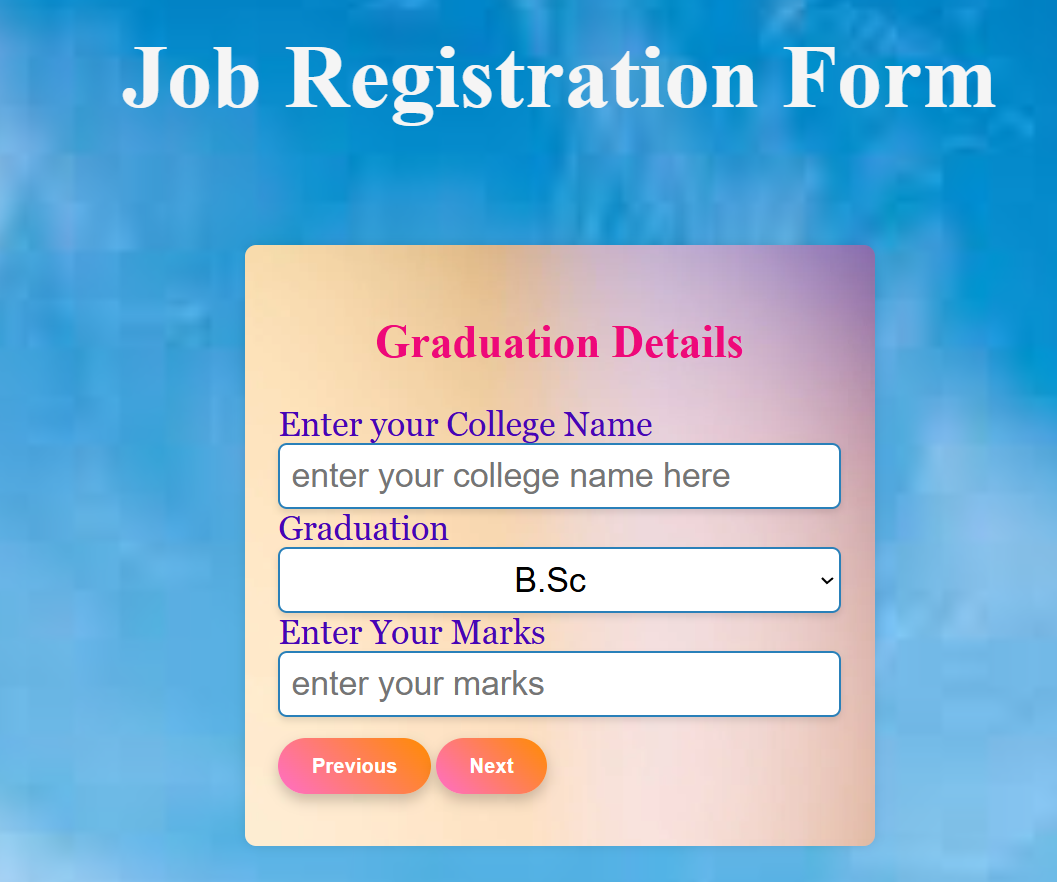 Job Registration Form
Graduation Details
Enter your College Name
enter your college name here
Graduation
B.Sc
Enter Your Marks
enter your marks
Previous Next